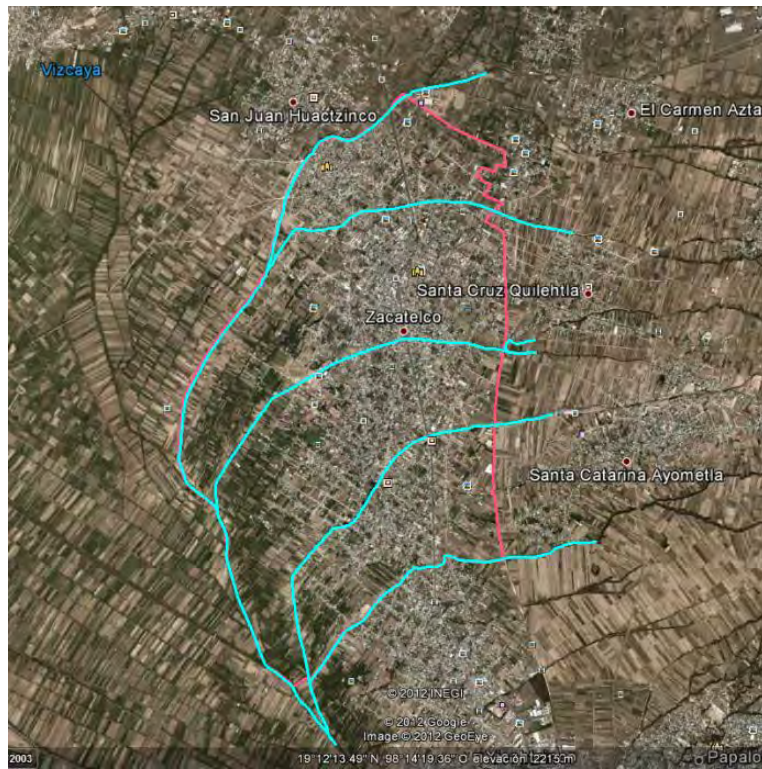 Vizcaya
San Juan Huactzinco
El Carmen Azta
Santa Cruz Quilehtla
Zacatelco
Santa Catarina Ayometla
© 2012 INEGI
© 2012 Google
Image © 2012 GeoEye
2003
19°12'13.49" N 98°14'19.36" O elevación 2215 m
Papalo